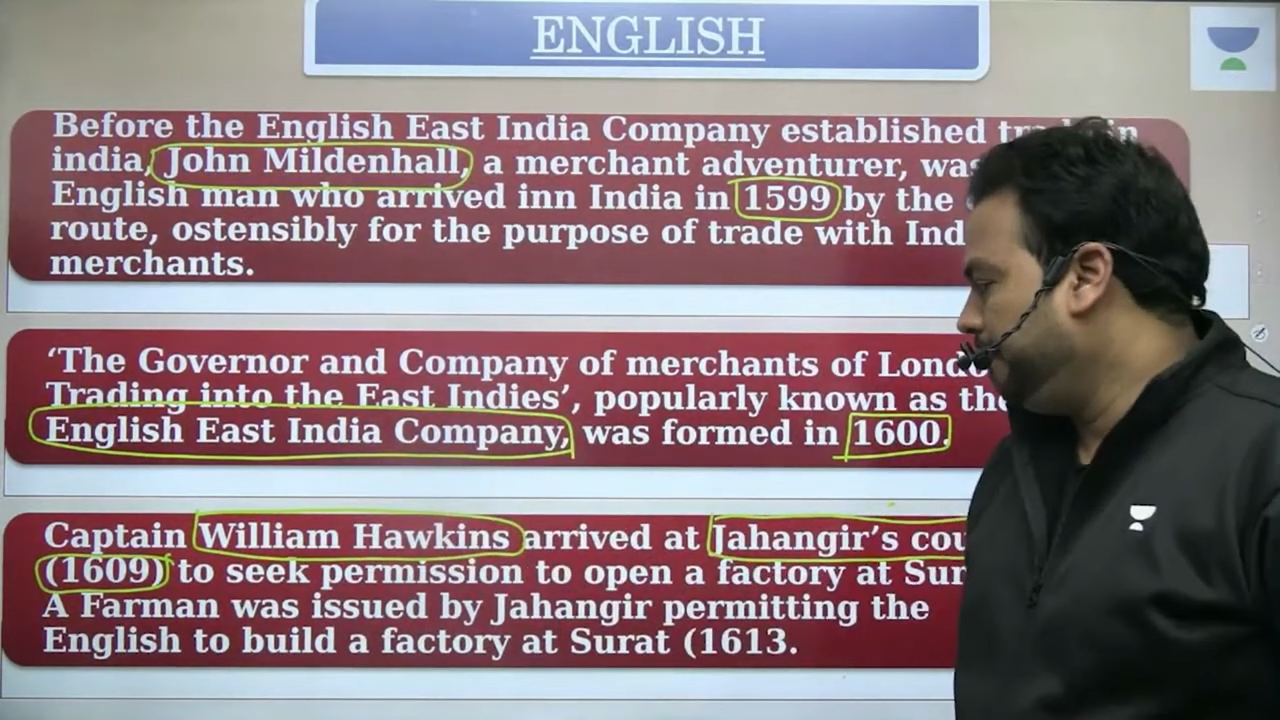 ENGLISH
Before the English East India Company established
india, John Mildenhall, a merchant adventurer, was
English man who arrived inn India in 1599 by the
route, ostensibly for the purpose of trade with
merchants.
‘The Governor and Company of merchants of
Trading into the East Indies’, popularly known as the
English East India Company, was formed in 1600.
Captain William Hawkins arrived at Jahangir’s
(1609) to seek permission to open a factory at
A Farman was issued by Jahangir permitting the
English to build a factory at Surat (1613.